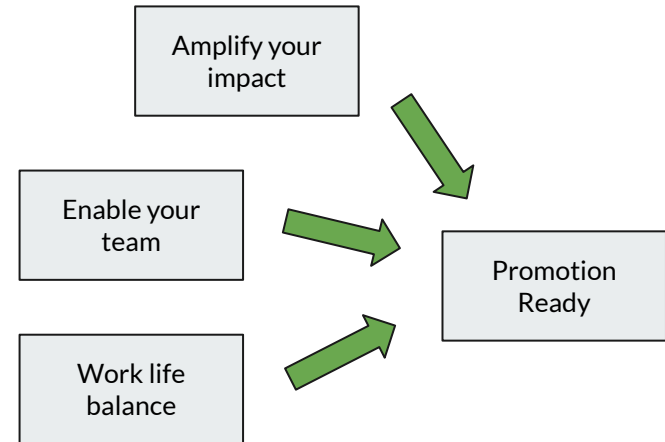 Amplify your
impact
Enable your
team
Promotion
Ready
Work life
balance